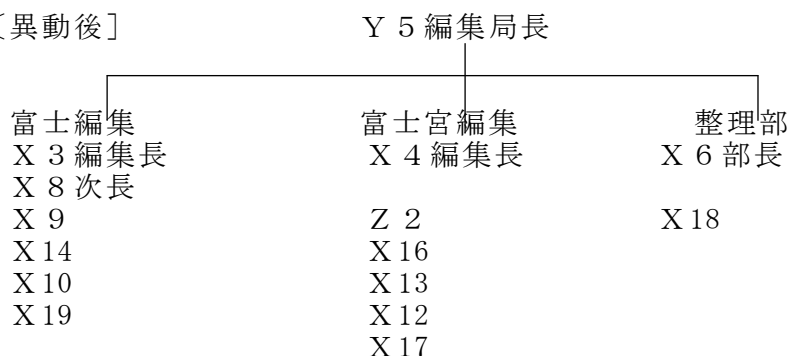 ［異動後］ Ｙ５編集局長
富士編集 富士宮編集 整理部
Ｘ３編集長 Ｘ４編集長 Ｘ６部長
Ｘ８次長
Ｘ９ Ｚ２ Ｘ18
Ｘ14 Ｘ16
Ｘ10 Ｘ13
Ｘ19 Ｘ12
Ｘ17